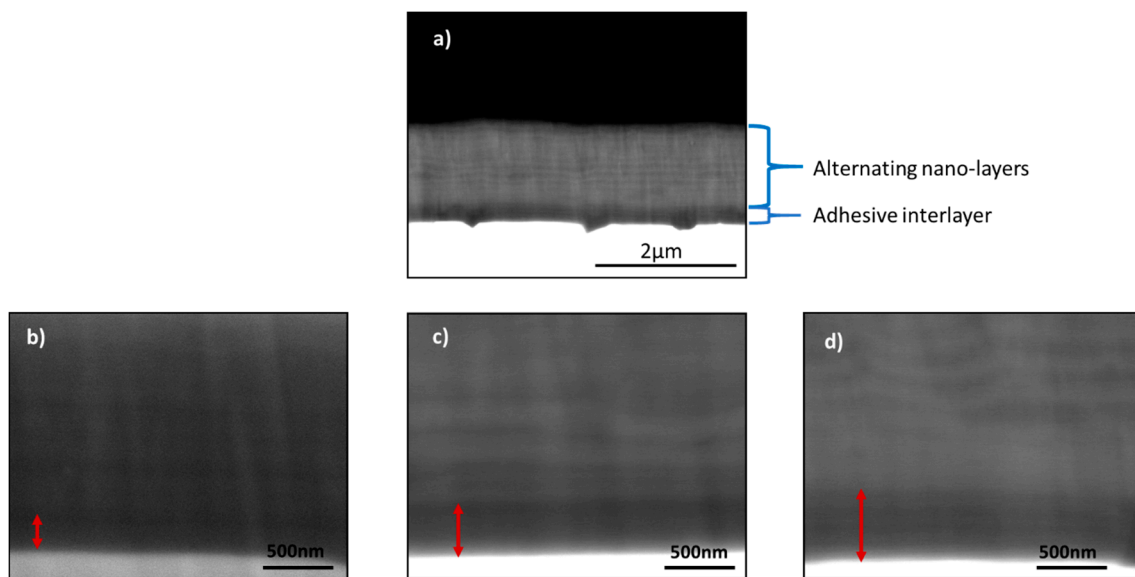 a)
Alternating nano-layers
Adhesive interlayer
2µm
b)
c)
d)
500nm
500nm
500nm